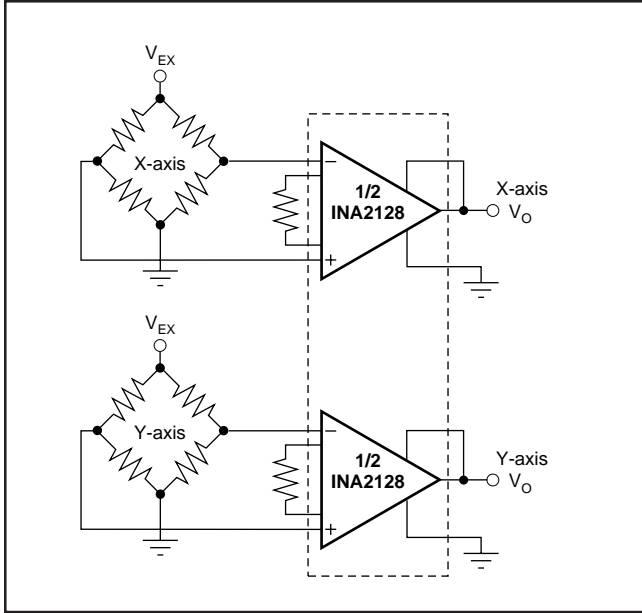 V_EX
X-axis
−
1/2
INA2128
+
X-axis
V_O
V_EX
Y-axis
−
1/2
INA2128
+
Y-axis
V_O